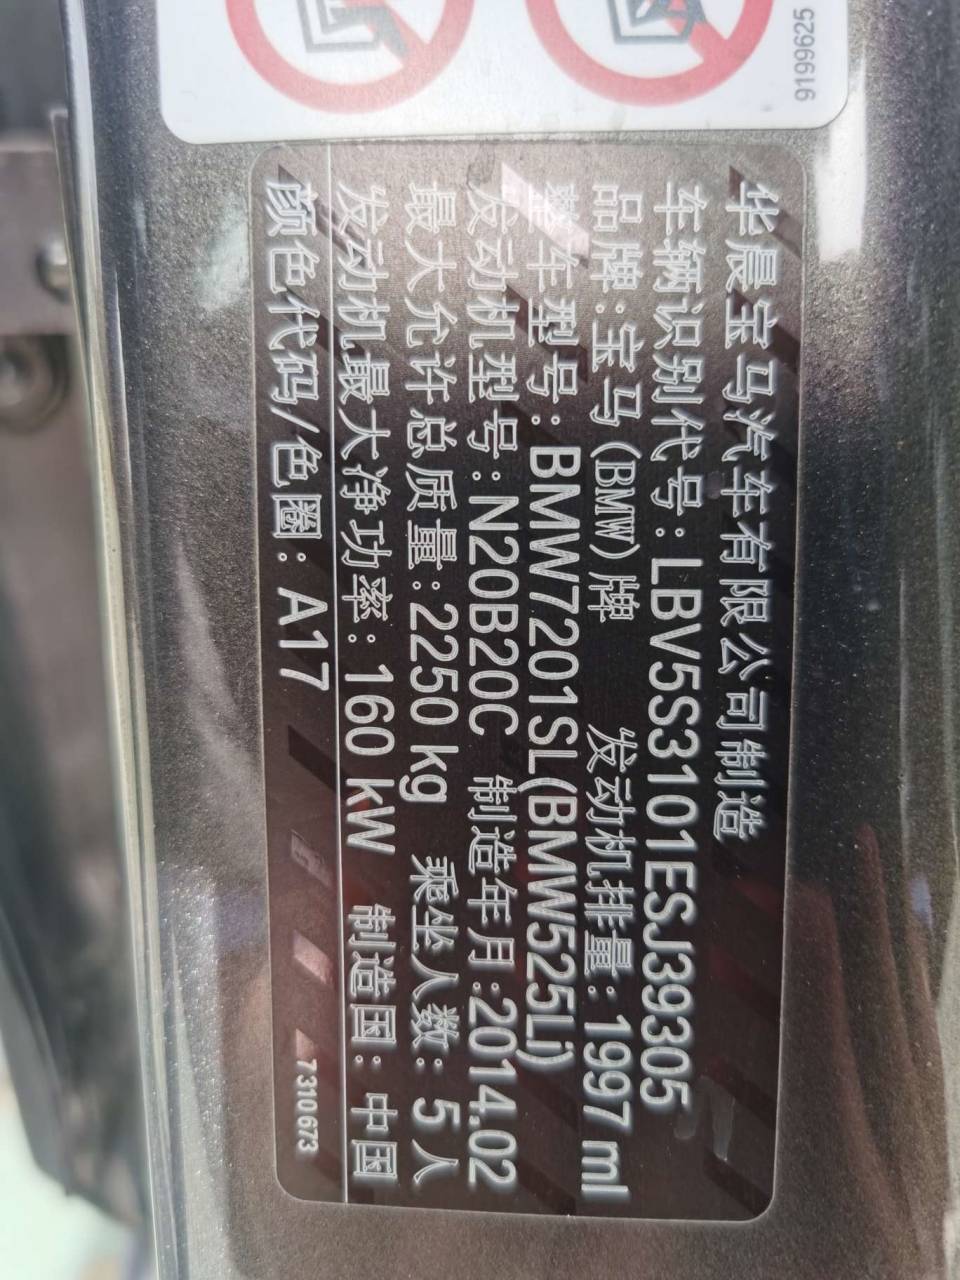 9199625
华晨宝马汽车有限公司制造
车辆识别代号：LBV5S3101ESJ39305
品牌：宝马(BMW)牌 发动机排量：1997 ml
整车型号：BMW7201SL(BMW525Li)
发动机型号：N20B20C 制造年月：2014.02
最大允许总质量：2250 kg 乘坐人数：5人
发动机最大净功率：160 kW 制造国：中国
颜色代码/色圈：A17
7310673